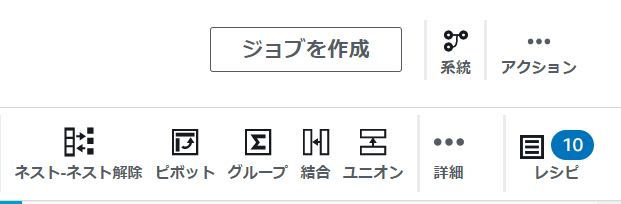 ジョブを作成
系統
アクション
ネスト-ネスト解除
ピボット
グループ
結合
ユニオン
詳細
10
レシピ